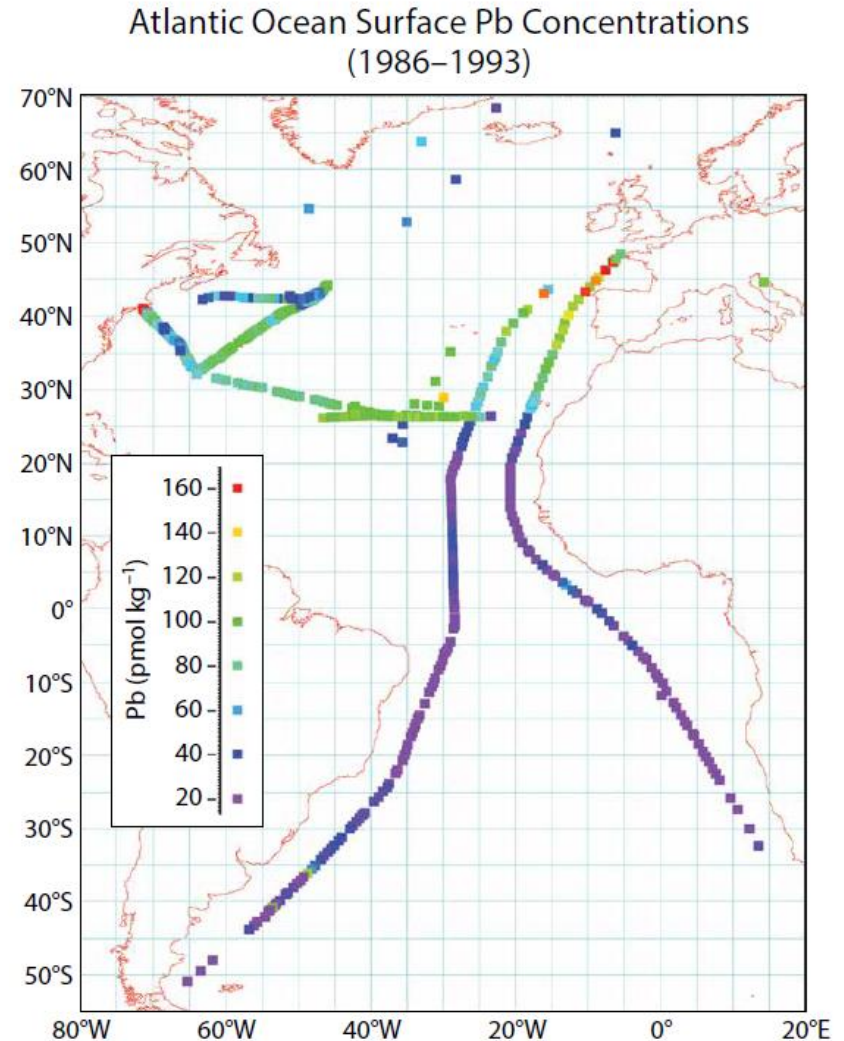 Atlantic Ocean Surface Pb Concentrations
(1986–1993)
70°N
60°N
50°N
40°N
30°N
20°N
10°N
0°
10°S
20°S
30°S
40°S
50°S
Pb (pmol kg⁻¹)
160
140
120
100
80
60
40
20
80°W 60°W 40°W 20°W 0° 20°E